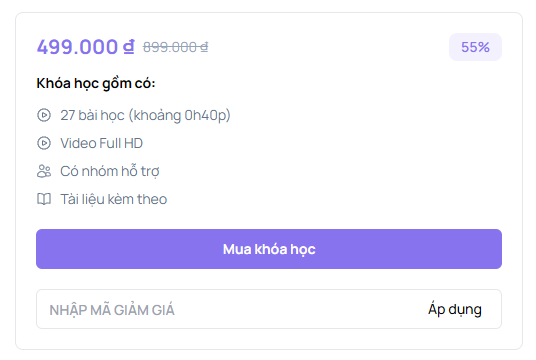 499.000 ₫ 899.000 ₫ 55%
Khóa học gồm có:
27 bài học (khoảng 0h40p)
Video Full HD
Có nhóm hỗ trợ
Tài liệu kèm theo
Mua khóa học
NHẬP MÃ GIẢM GIÁ Áp dụng